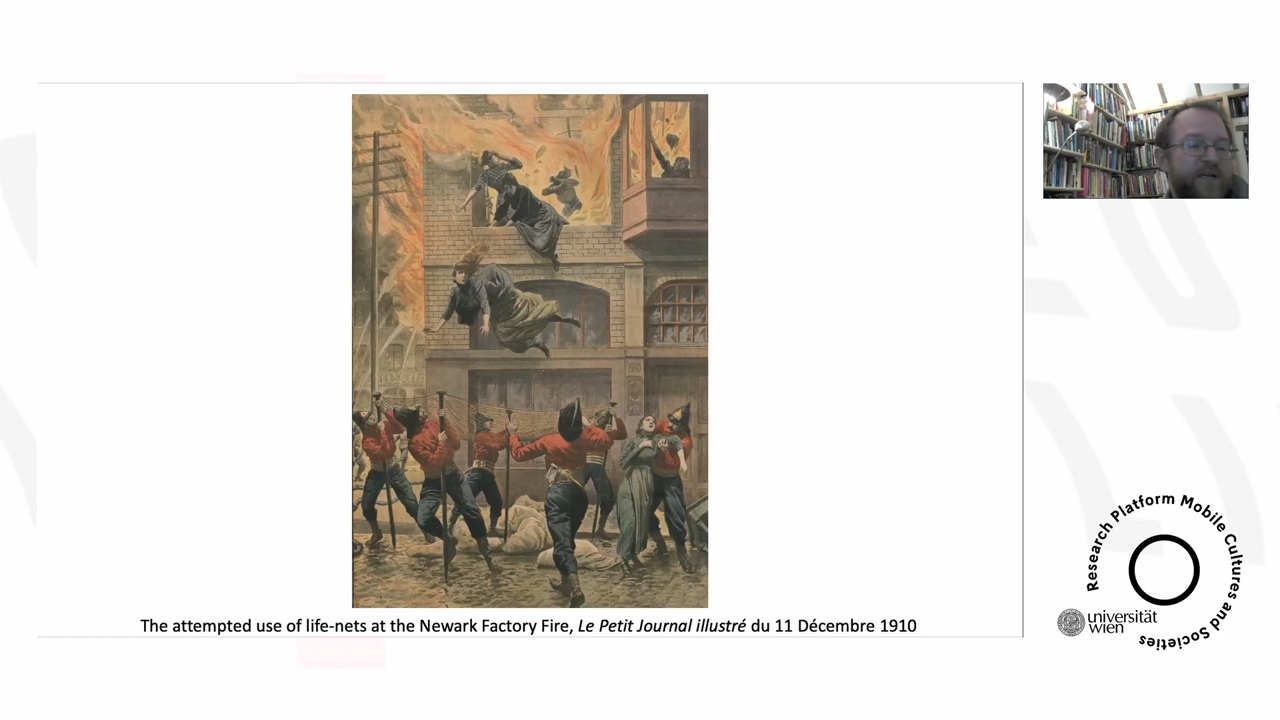 The attempted use of life-nets at the Newark Factory Fire, Le Petit Journal illustré du 11 Décembre 1910
Research Platform Mobile Cultures and Societies
universität
wien